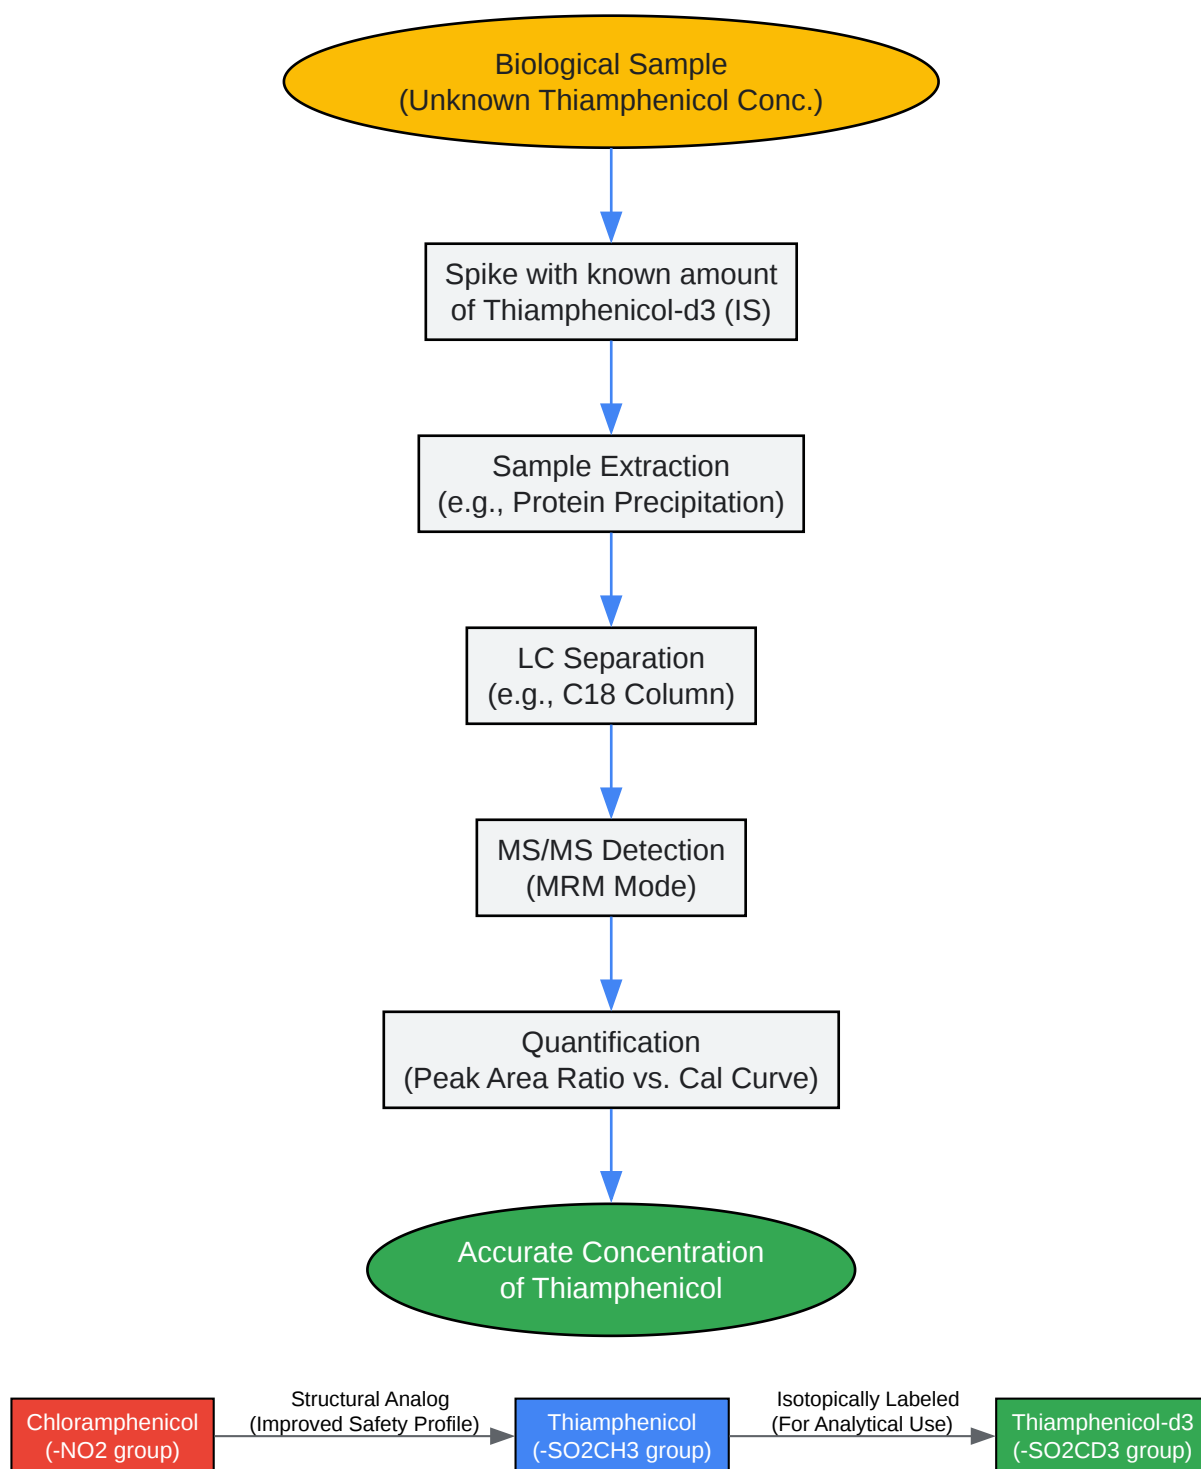 Biological Sample
(Unknown Thiamphenicol Conc.)
Spike with known amount
of Thiamphenicol-d3 (IS)
Sample Extraction
(e.g., Protein Precipitation)
LC Separation
(e.g., C18 Column)
MS/MS Detection
(MRM Mode)
Quantification
(Peak Area Ratio vs. Cal Curve)
Accurate Concentration
of Thiamphenicol
Chloramphenicol
(-NO2 group)
Structural Analog
(Improved Safety Profile)
Thiamphenicol
(-SO2CH3 group)
Isotopically Labeled
(For Analytical Use)
Thiamphenicol-d3
(-SO2CD3 group)